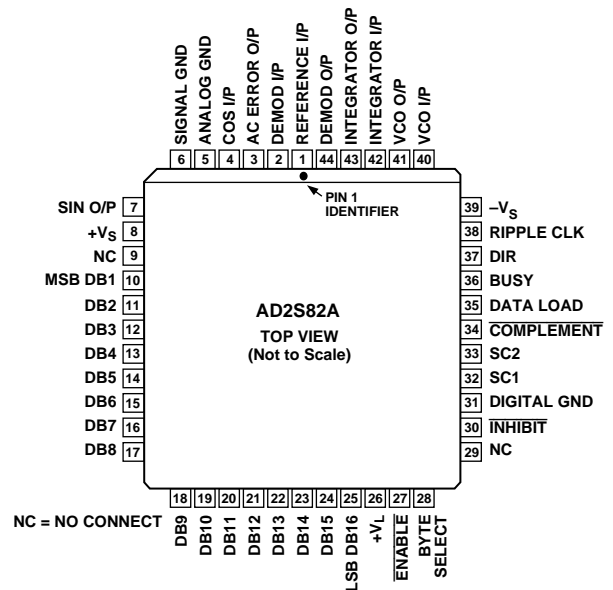 SIGNAL GND
ANALOG GND
COS I/P
AC ERROR O/P
DEMOD I/P
REFERENCE I/P
DEMOD O/P
INTEGRATOR O/P
INTEGRATOR I/P
VCO O/P
VCO I/P
6 5 4 3 2 1 44 43 42 41 40
PIN 1
IDENTIFIER
SIN O/P 7
+VS 8
NC 9
MSB DB1 10
DB2 11
DB3 12
DB4 13
DB5 14
DB6 15
DB7 16
DB8 17
AD2S82A
TOP VIEW
(Not to Scale)
39 –VS
38 RIPPLE CLK
37 DIR
36 BUSY
35 DATA LOAD
34 COMPLEMENT
33 SC2
32 SC1
31 DIGITAL GND
30 INHIBIT
29 NC
18 19 20 21 22 23 24 25 26 27 28
DB9
DB10
DB11
DB12
DB13
DB14
DB15
LSB DB16
+VL
ENABLE
BYTE
SELECT
NC = NO CONNECT